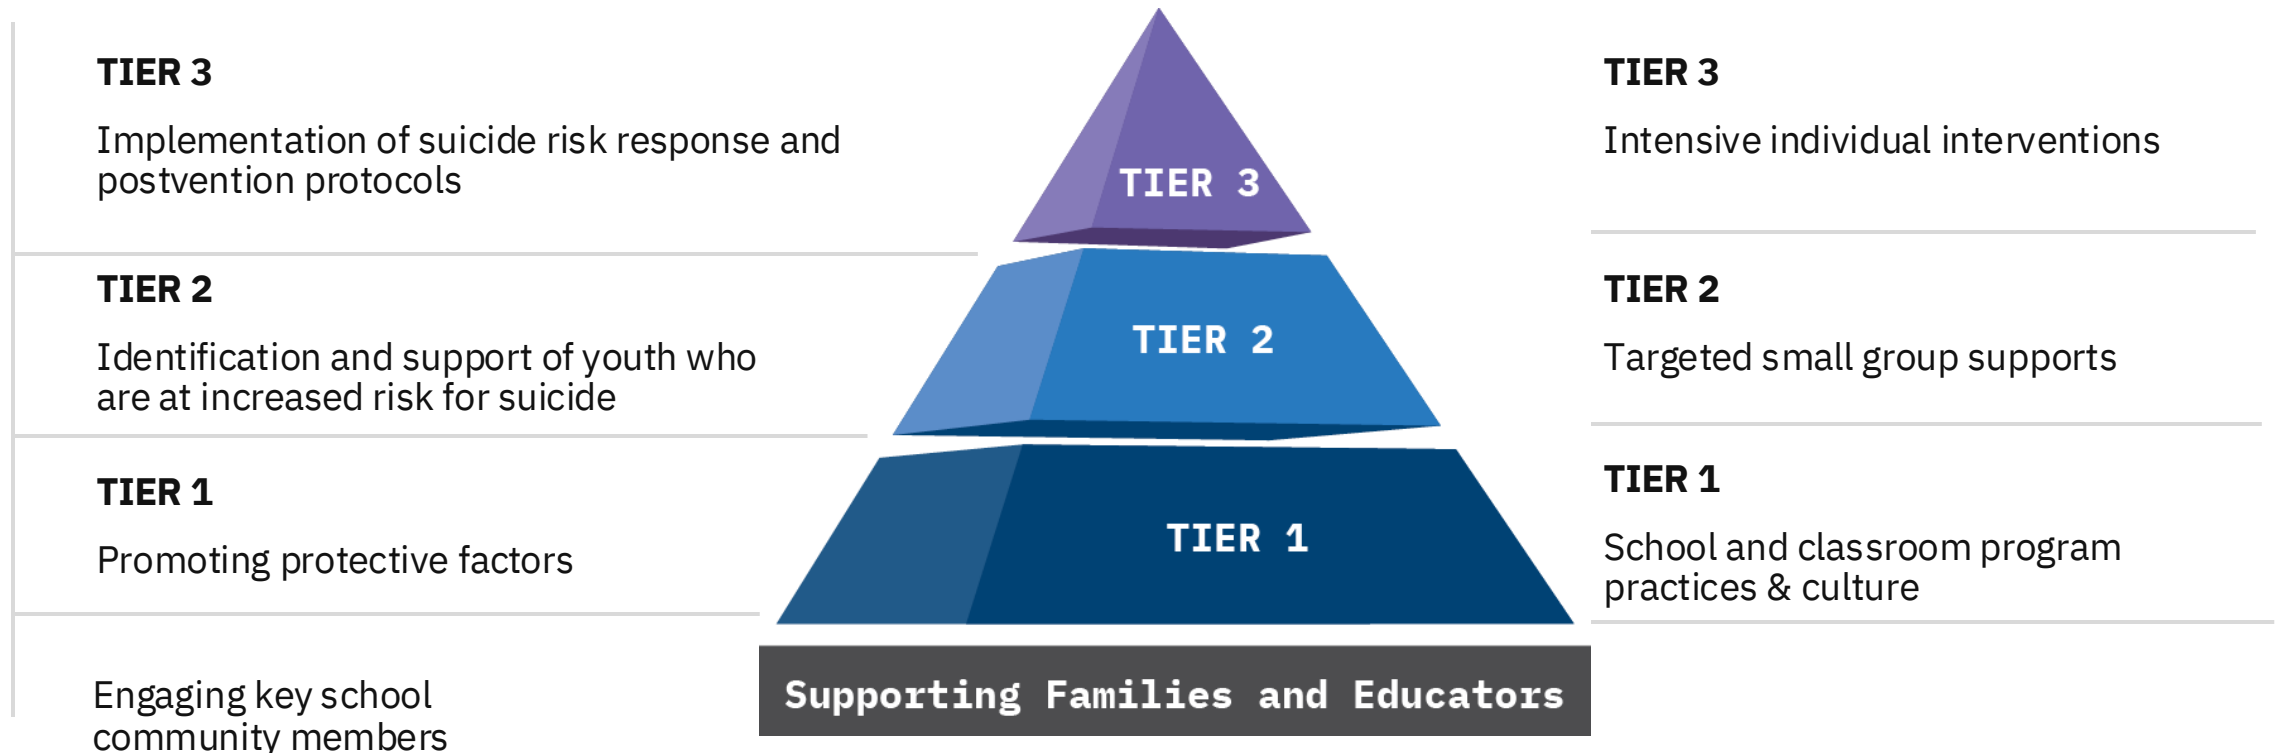 TIER 3
Implementation of suicide risk response and
postvention protocols
TIER 2
Identification and support of youth who
are at increased risk for suicide
TIER 1
Promoting protective factors
Engaging key school
community members
TIER 3
TIER 2
TIER 1
Supporting Families and Educators
TIER 3
Intensive individual interventions
TIER 2
Targeted small group supports
TIER 1
School and classroom program
practices & culture